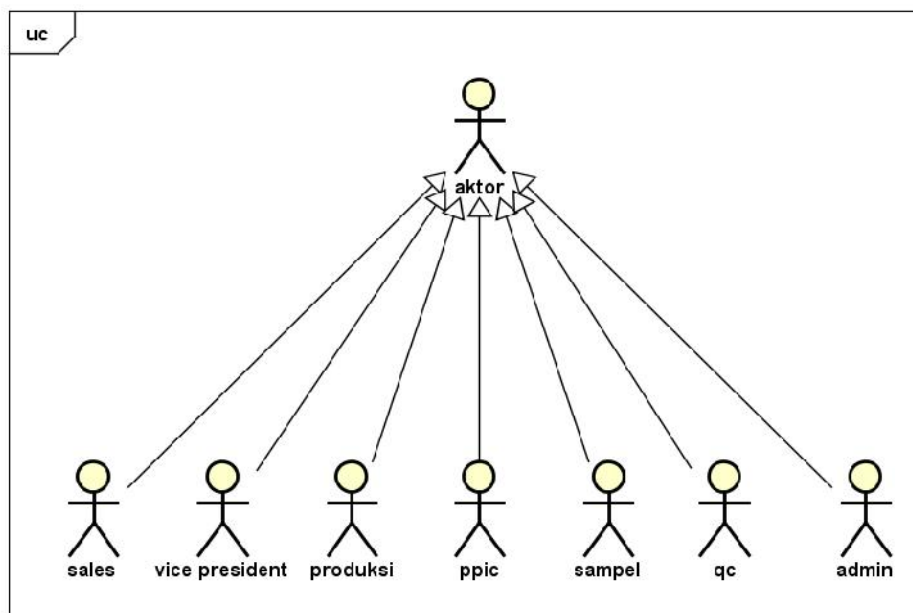 uc
aktor
sales
vice president
produksi
ppic
sampel
qc
admin